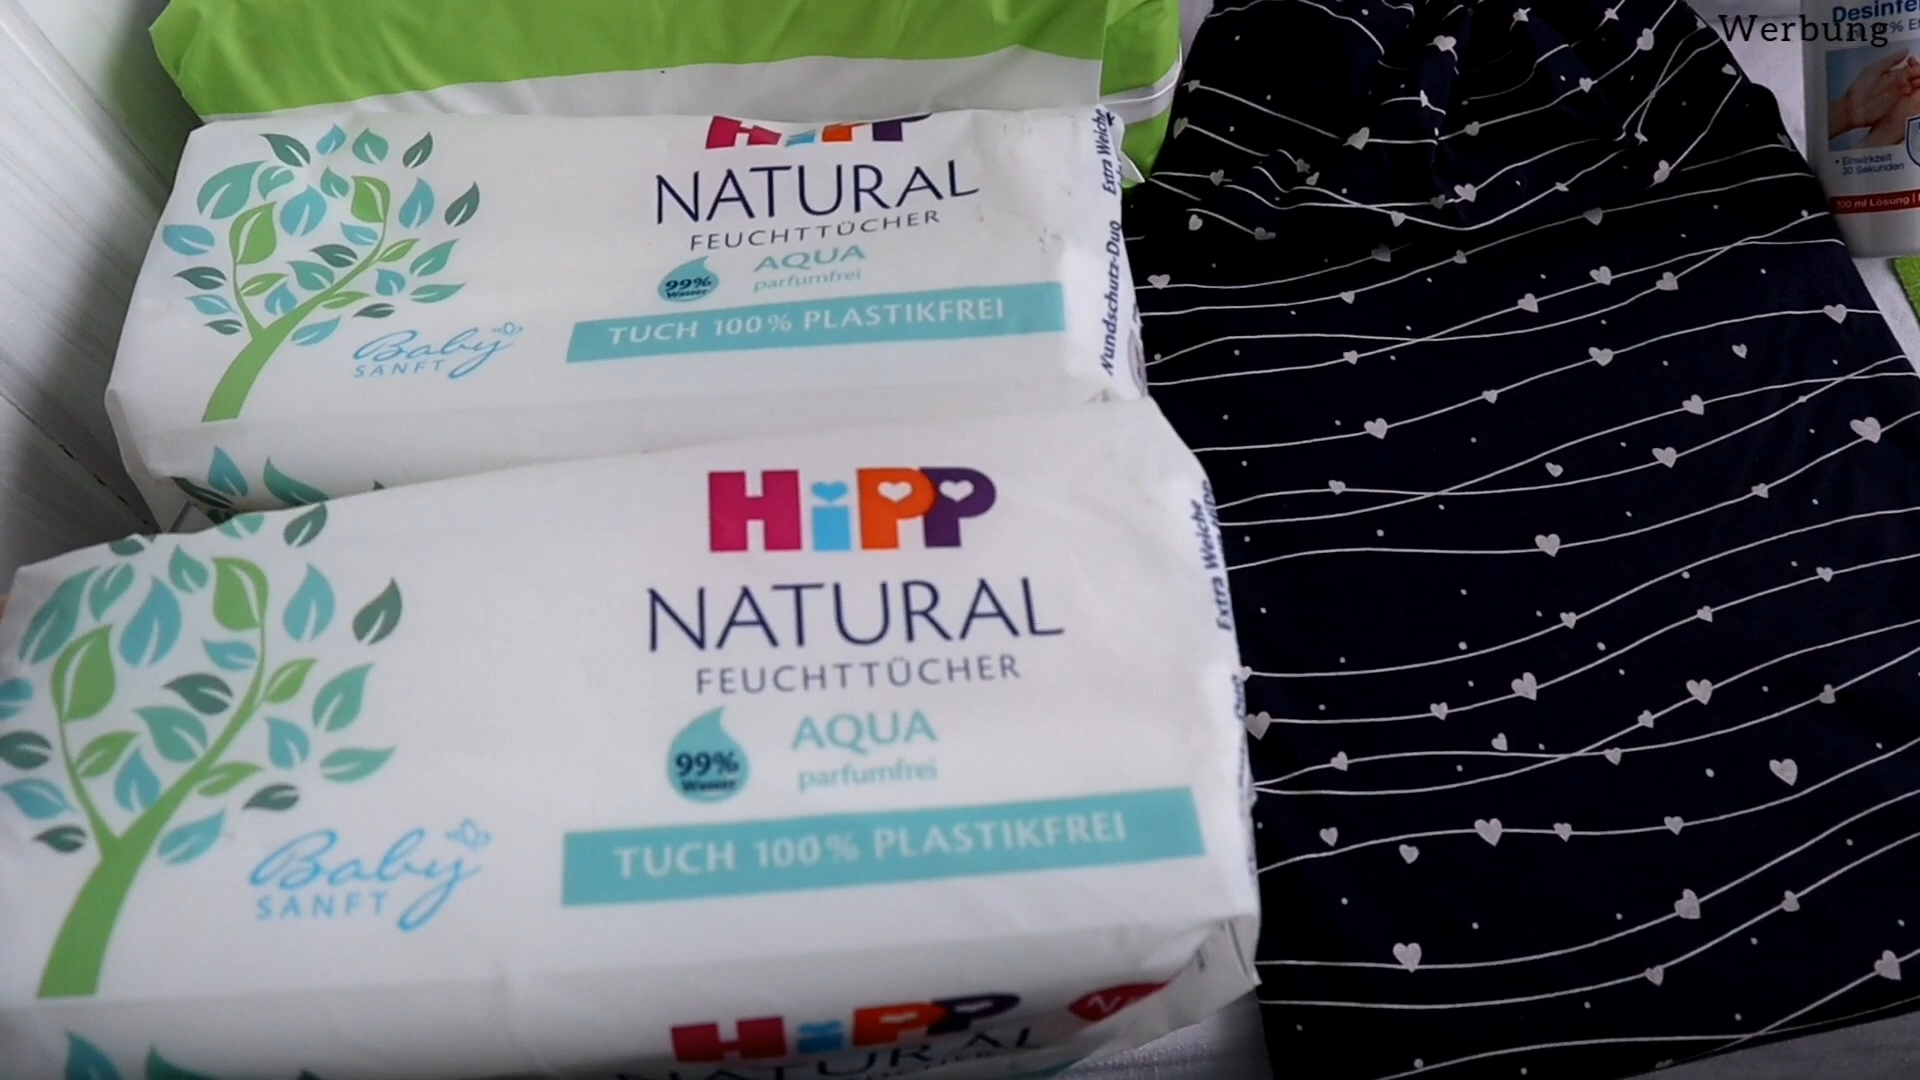 Werbung
Desinfe
% E
• Einwirkzeit
30 Sekunden
100 ml Lösung
HiPP
NATURAL
FEUCHTTÜCHER
AQUA
parfumfrei
99%
Wasser
TUCH 100% PLASTIKFREI
Baby
SANFT
Extra Weiche
Wundschutz-Duo
HiPP
NATURAL
FEUCHTTÜCHER
AQUA
parfumfrei
99%
Wasser
TUCH 100% PLASTIKFREI
Baby
SANFT
Extra Weiche
HiPP
NATURAL